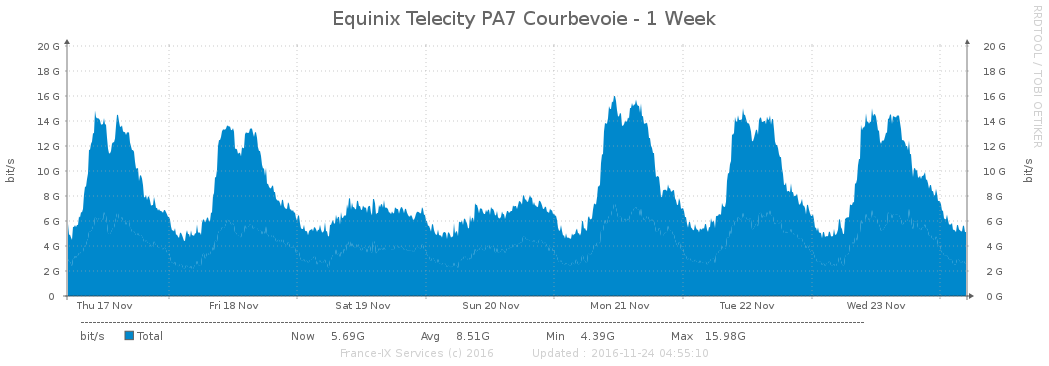 Equinix Telecity PA7 Courbevoie - 1 Week
RRDTOOL / TOBI OETIKER
bit/s
20 G 20 G
18 G 18 G
16 G 16 G
14 G 14 G
12 G 12 G
10 G 10 G
8 G 8 G
6 G 6 G
4 G 4 G
2 G 2 G
0 0 G
bit/s
Thu 17 Nov Fri 18 Nov Sat 19 Nov Sun 20 Nov Mon 21 Nov Tue 22 Nov Wed 23 Nov
bit/s Total Now 5.69G Avg 8.51G Min 4.39G Max 15.98G
France-IX Services (c) 2016 Updated : 2016-11-24 04:55:10